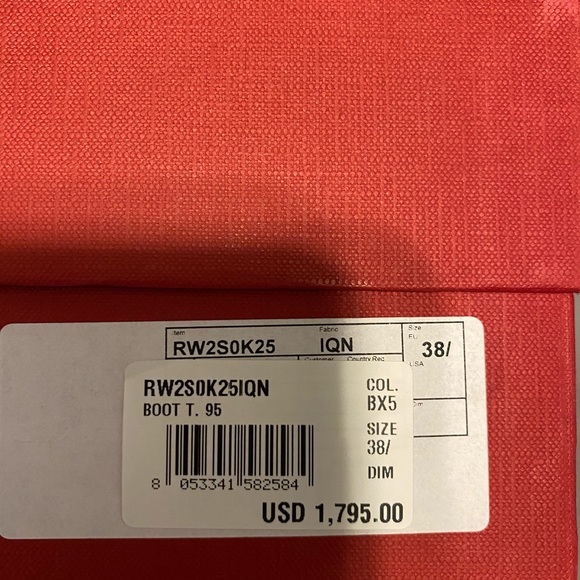 Item Fabric Size
RW2S0K25 IQN EU 38/
Customer Country Rec USA
RW2S0K25IQN COL.
BOOT T. 95 BX5
SIZE
38/
DIM
8 053341 582584
USD 1,795.00